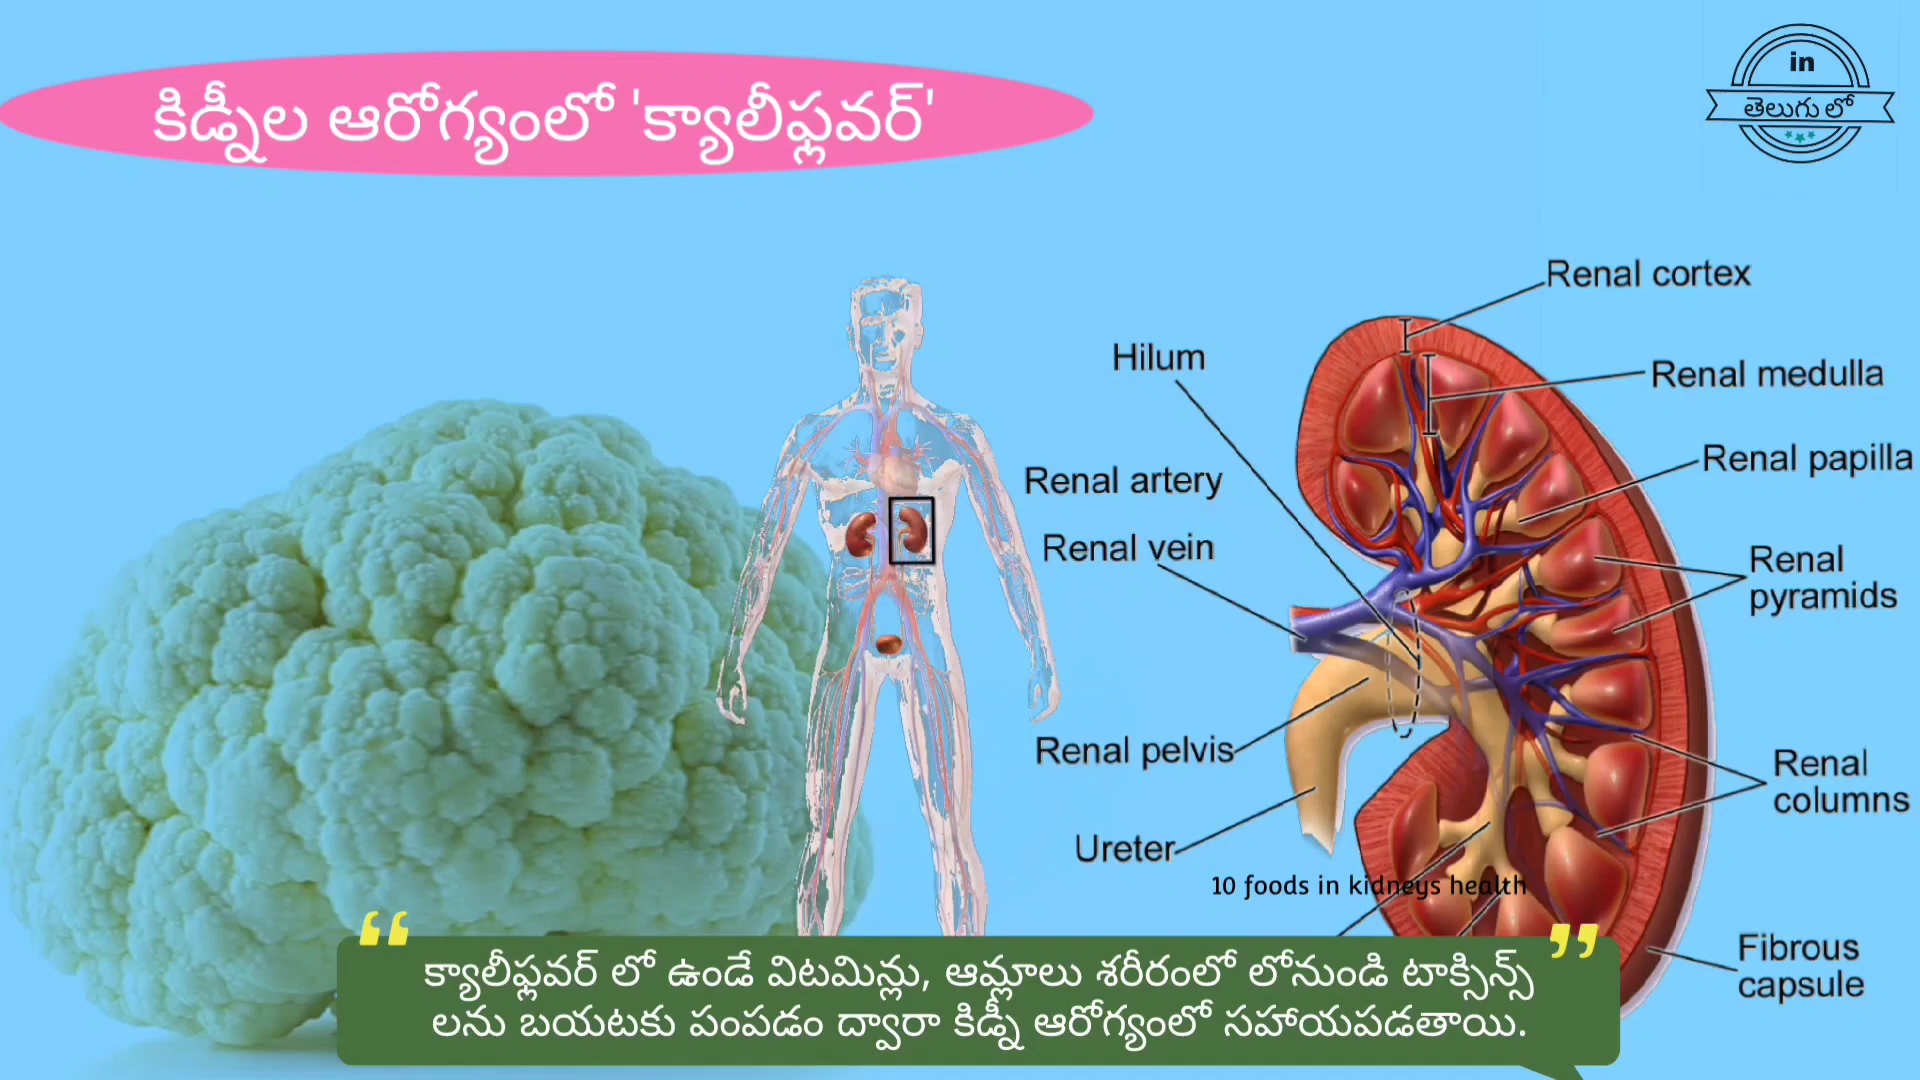 కిడ్నీల ఆరోగ్యంలో 'క్యాలీఫ్లవర్'
in
తెలుగు లో
Renal cortex
Hilum
Renal medulla
Renal papilla
Renal artery
Renal vein
Renal
pyramids
Renal pelvis
Renal
columns
Ureter
10 foods in kidneys health
Fibrous
capsule
క్యాలీఫ్లవర్ లో ఉండే విటమిన్లు, ఆమ్లాలు శరీరంలో లోనుండి టాక్సిన్స్
లను బయటకు పంపడం ద్వారా కిడ్నీ ఆరోగ్యంలో సహాయపడతాయి.